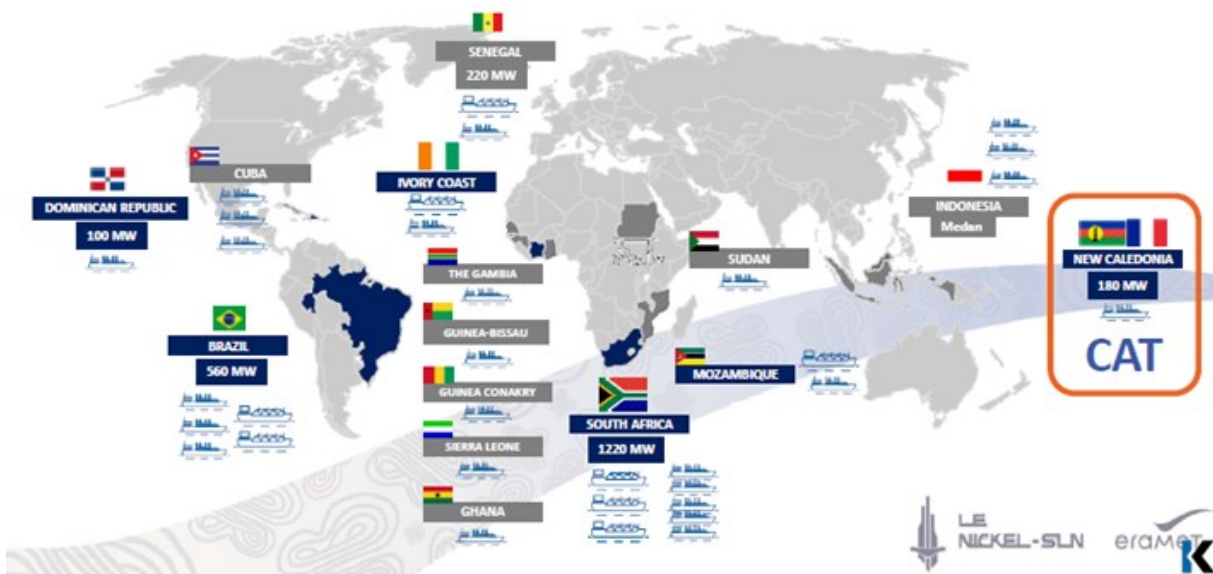 SENEGAL
220 MW
CUBA
IVORY COAST
DOMINICAN REPUBLIC
100 MW
INDONESIA
Medan
SUDAN
THE GAMBIA
NEW CALEDONIA
180 MW
CAT
GUINEA-BISSAU
BRAZIL
560 MW
MOZAMBIQUE
GUINEA CONAKRY
SOUTH AFRICA
1220 MW
SIERRA LEONE
GHANA
LE
NICKEL-SLN
eramet
K